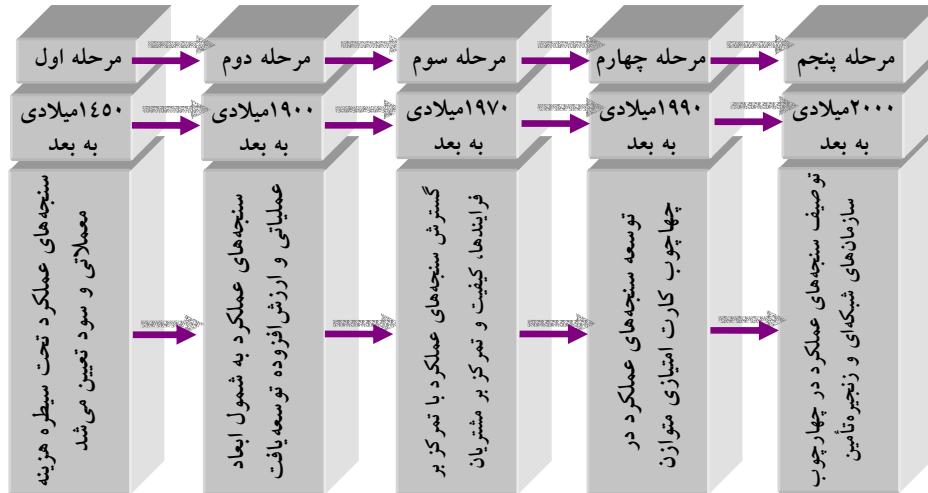 مرحله اول
مرحله دوم
مرحله سوم
مرحله چهارم
مرحله پنجم
۱۴۵۰میلادی
به بعد
۱۹۰۰میلادی
به بعد
۱۹۷۰میلادی
به بعد
۱۹۹۰میلادی
به بعد
۲۰۰۰میلادی
به بعد
سنجه‌های عملکرد تحت سیطره هزینه
معملاتی و سود تعیین می‌شد
سنجه‌های عملکرد به شمول ابعاد
عملیاتی و ارزش‌افزوده توسعه‌یافت
گسترش سنجه‌های عملکرد با تمرکز بر
فرایندها، کیفیت و تمرکز بر مشتریان
توسعه سنجه‌های عملکرد در
چهاچوب کارت امتیازی متوازن
توصیف سنجه‌های عملکرد در چهارچوب
سازمان‌های شبکه‌ای و زنجیره‌تأمین